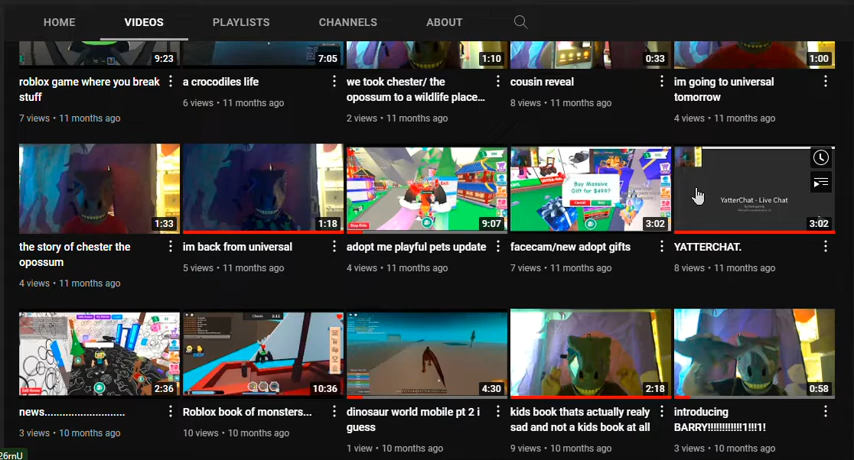 HOME VIDEOS PLAYLISTS CHANNELS ABOUT
9:23 7:05 1:10 0:33 1:00
roblox game where you break
stuff
7 views • 11 months ago
a crocodiles life
6 views • 11 months ago
we took chester/ the
opossum to a wildlife place...
2 views • 11 months ago
cousin reveal
8 views • 11 months ago
im going to universal
tomorrow
4 views • 11 months ago
1:33
the story of chester the
opossum
4 views • 11 months ago
1:18
im back from universal
5 views • 11 months ago
9:07
adopt me playful pets update
4 views • 11 months ago
Buy Massive
Gift for $499?
3:02
facecam/new adopt gifts
7 views • 11 months ago
YatterChat - Live Chat
3:02
YATTERCHAT.
8 views • 11 months ago
2:36
news...........................
3 views • 10 months ago
10:36
Roblox book of monsters...
10 views • 10 months ago
4:30
dinosaur world mobile pt 2 i
guess
1 view • 10 months ago
2:18
kids book thats actually realy
sad and not a kids book at all
9 views • 10 months ago
0:58
introducing
BARRY!!!!!!!!!!!!!1!!!1!
3 views • 10 months ago
26rnU